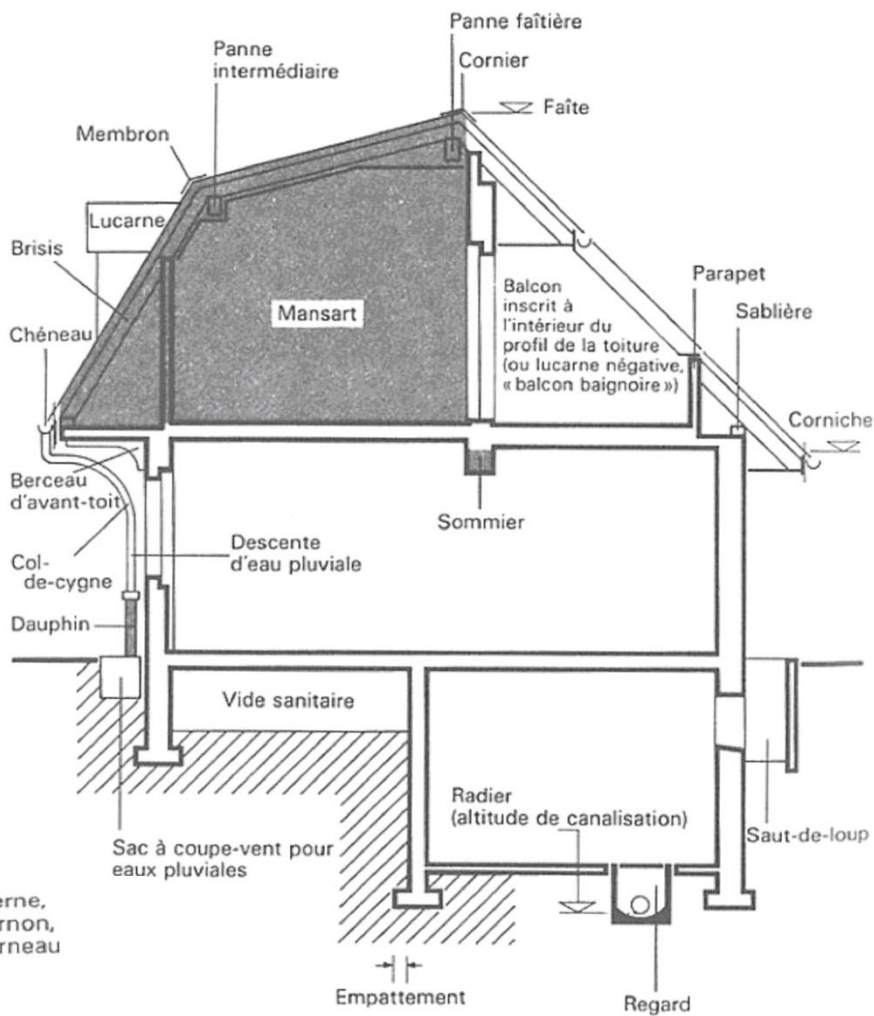 Panne faîtière
Panne
intermédiaire
Cornier
Faîte
Membron
Lucarne
Brisis
Parapet
Balcon
inscrit à
l'intérieur du
profil de la toiture
(ou lucarne négative,
« balcon baignoire »)
Sablière
Mansart
Chéneau
Corniche
Berceau
d'avant-toit
Sommier
Descente
d'eau pluviale
Col-
de-cygne
Dauphin
Vide sanitaire
Radier
(altitude de canalisation)
Saut-de-loup
Sac à coupe-vent pour
eaux pluviales
erne,
rnon,
rneau
Empattement
Regard